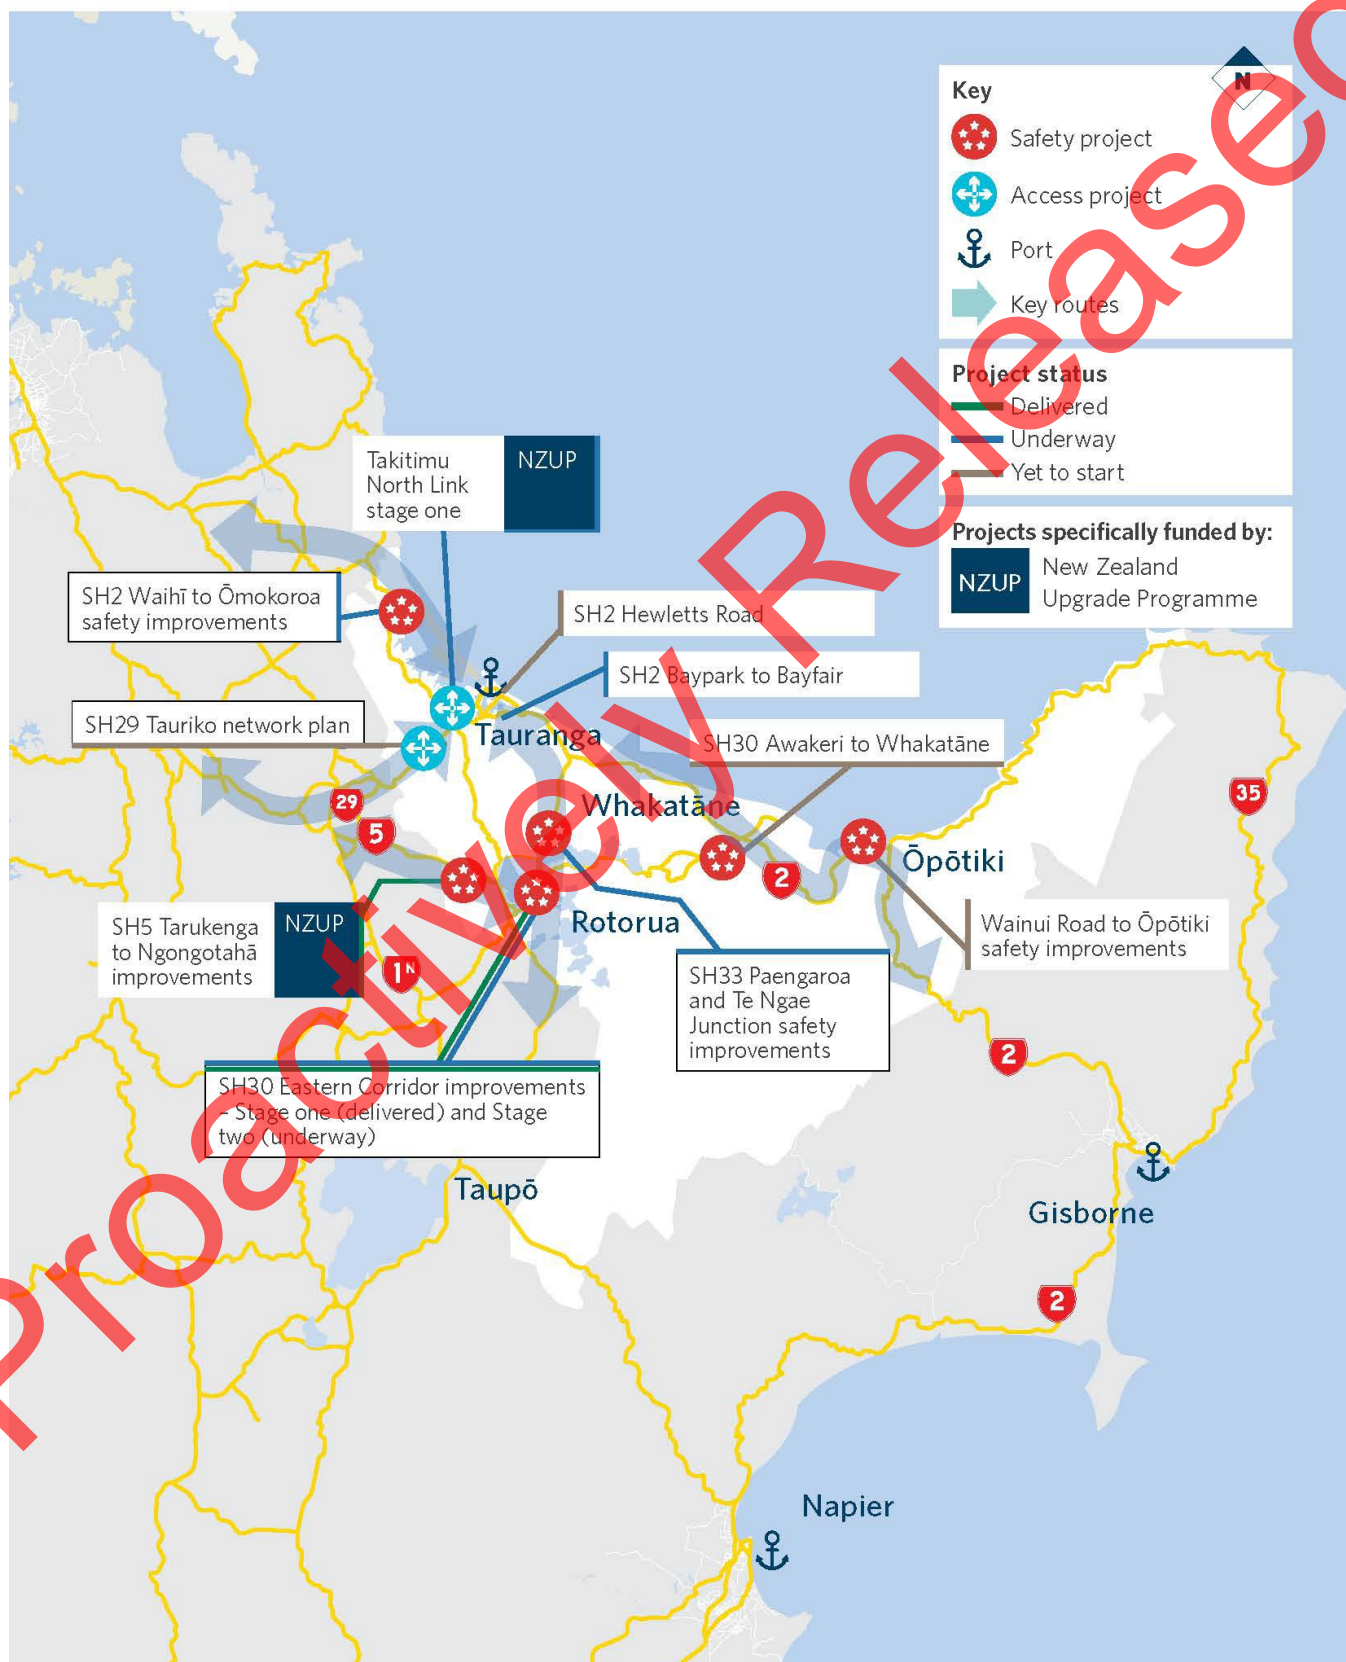 N
Key
Safety project
Access project
Port
Key routes
Project status
Delivered
Underway
Yet to start
Projects specifically funded by:
NZUP
New Zealand
Upgrade Programme
Takitimu
North Link
stage one
NZUP
SH2 Waihī to Ōmokoroa
safety improvements
SH2 Hewletts Road
SH2 Baypark to Bayfair
SH29 Tauriko network plan
Tauranga
SH30 Awakeri to Whakatāne
29
5
Whakatāne
35
2
Ōpōtiki
SH5 Tarukenga
to Ngongotahā
improvements
NZUP
1N
Rotorua
Wainui Road to Ōpōtiki
safety improvements
SH33 Paengaroa
and Te Ngae
Junction safety
improvements
2
SH30 Eastern Corridor improvements
– Stage one (delivered) and Stage
two (underway)
Taupō
Gisborne
2
Napier
Proactively Released